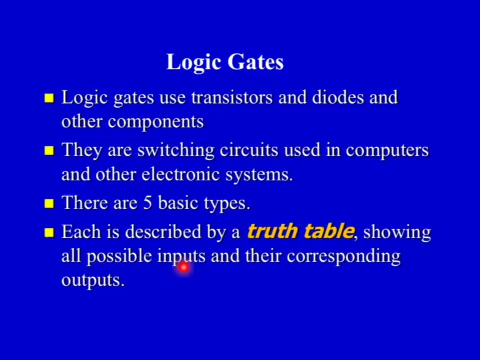 Logic Gates
Logic gates use transistors and diodes and
other components
They are switching circuits used in computers
and other electronic systems.
There are 5 basic types.
Each is described by a truth table, showing
all possible inputs and their corresponding
outputs.